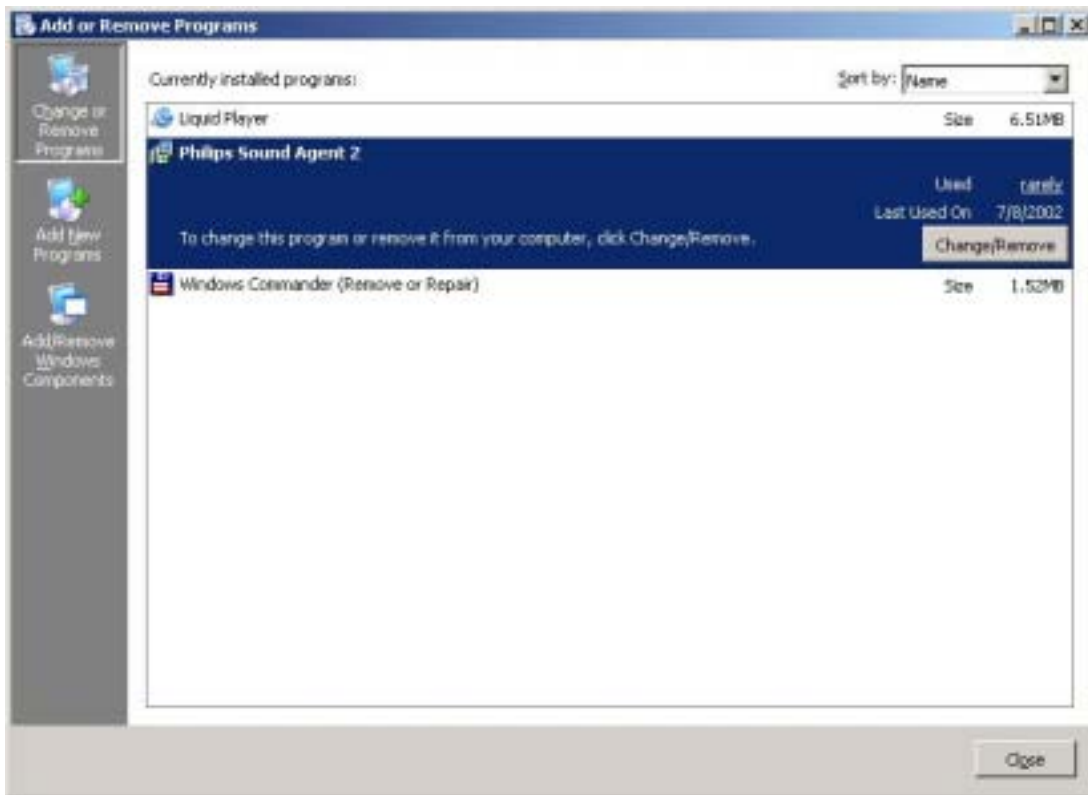 Add or Remove Programs
Change or
Remove
Programs
Add New
Programs
Add/Remove
Windows
Components
Currently installed programs:
Sort by: Name
Liquid Player Size 6.51MB
Philips Sound Agent 2
Used rarely
Last Used On 7/8/2002
To change this program or remove it from your computer, click Change/Remove.
Change/Remove
Windows Commander (Remove or Repair) Size 1.52MB
Close